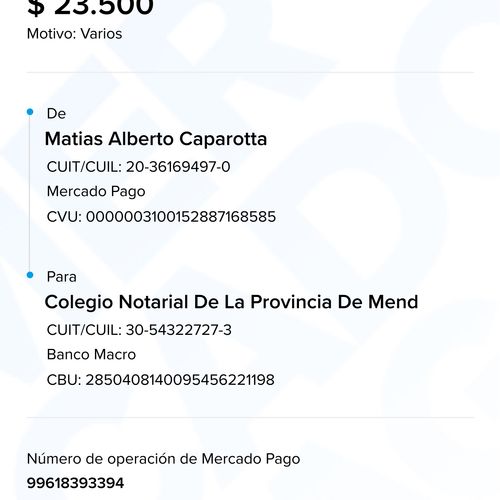 $ 23.500
Motivo: Varios
De
Matias Alberto Caparotta
CUIT/CUIL: 20-36169497-0
Mercado Pago
CVU: 0000003100152887168585
Para
Colegio Notarial De La Provincia De Mend
CUIT/CUIL: 30-54322727-3
Banco Macro
CBU: 2850408140095456221198
Número de operación de Mercado Pago
99618393394